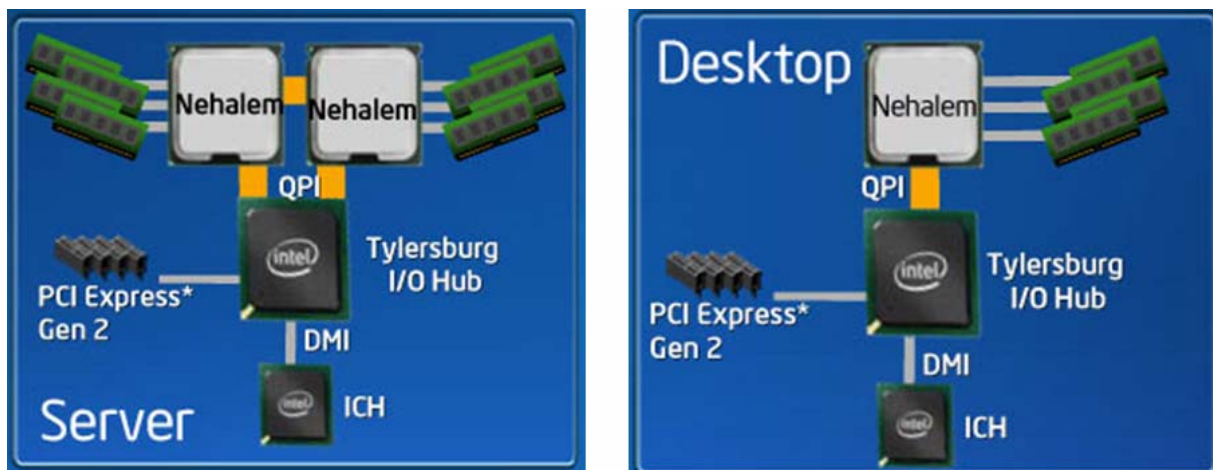 Nehalem Nehalem
QPI
intel
Tylersburg
I/O Hub
PCI Express*
Gen 2
DMI
intel
ICH
Server
Desktop
Nehalem
QPI
intel
Tylersburg
I/O Hub
PCI Express*
Gen 2
DMI
intel
ICH